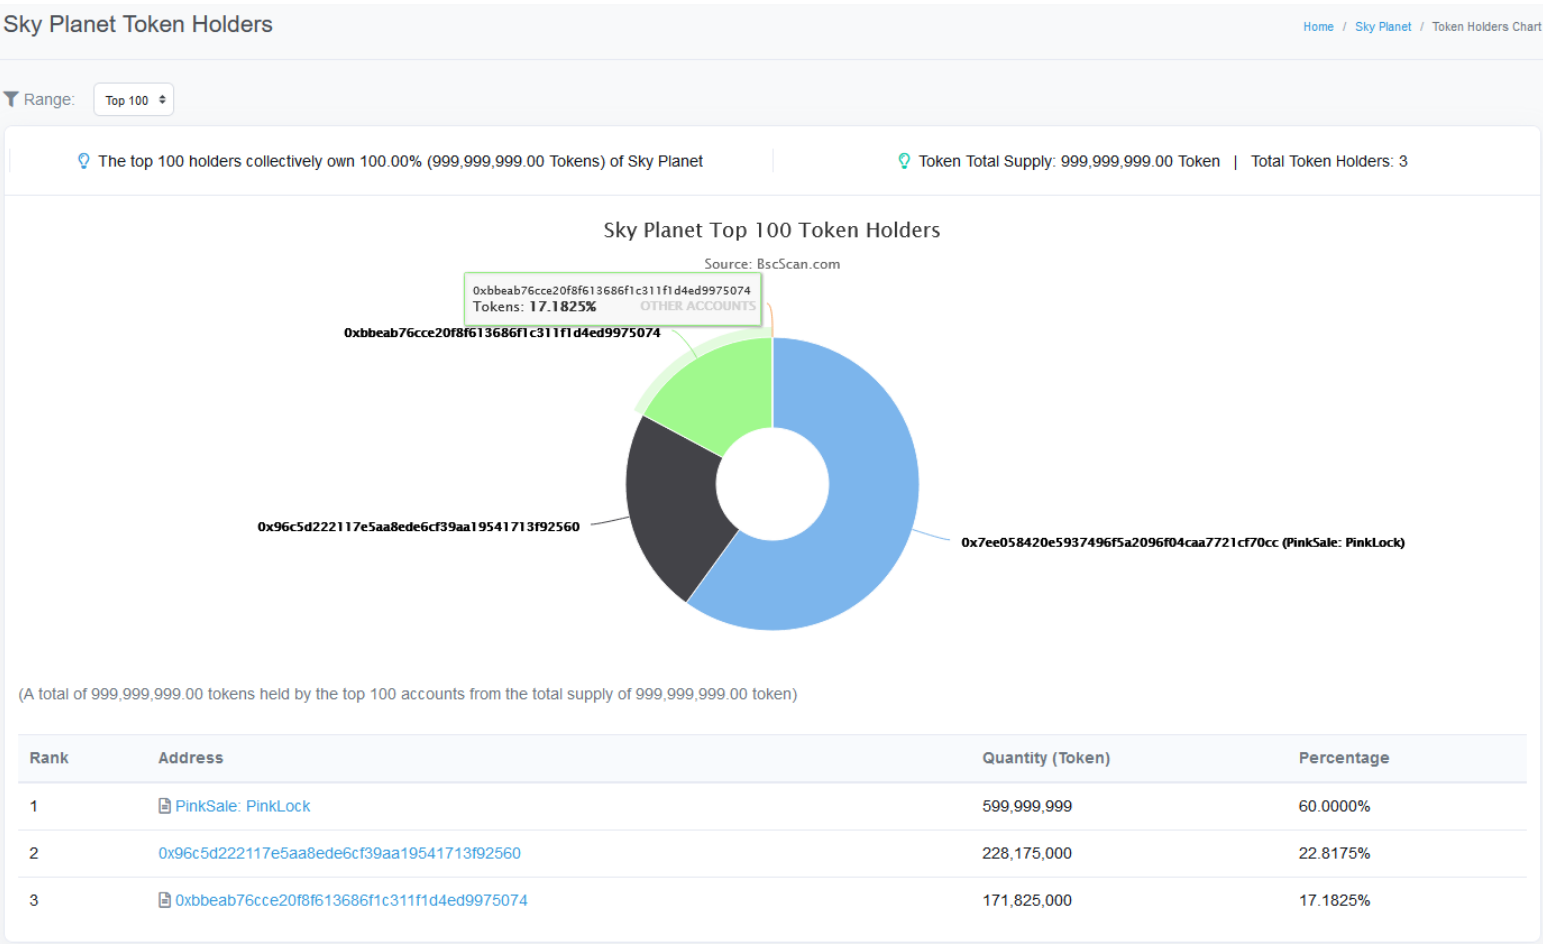 Sky Planet Token Holders
Home / Sky Planet / Token Holders Chart
Range: Top 100
The top 100 holders collectively own 100.00% (999,999,999.00 Tokens) of Sky Planet
Token Total Supply: 999,999,999.00 Token | Total Token Holders: 3
Sky Planet Top 100 Token Holders
Source: BscScan.com
0xbbeab76cce20f8f613686f1c311f1d4ed9975074
Tokens: 17.1825% OTHER ACCOUNTS
0xbbeab76cce20f8f613686f1c311f1d4ed9975074
0x96c5d222117e5aa8ede6cf39aa19541713f92560
0x7ee058420e5937496f5a2096f04caa7721cf70cc (PinkSale: PinkLock)
(A total of 999,999,999.00 tokens held by the top 100 accounts from the total supply of 999,999,999.00 token)
Rank Address Quantity (Token) Percentage
1 PinkSale: PinkLock 599,999,999 60.0000%
2 0x96c5d222117e5aa8ede6cf39aa19541713f92560 228,175,000 22.8175%
3 0xbbeab76cce20f8f613686f1c311f1d4ed9975074 171,825,000 17.1825%